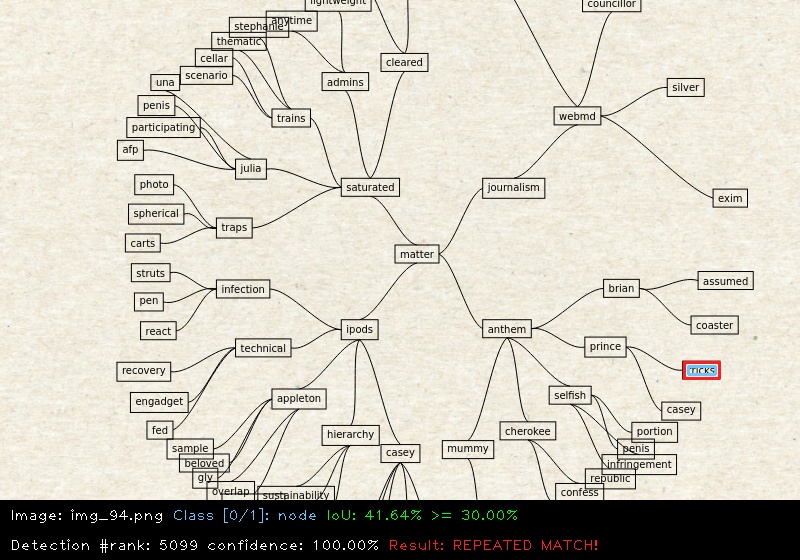 lightweight
councillor
anytime
stephanie
thematic
cleared
cellar
scenario
una
admins
silver
penis
webmd
trains
participating
afp
julia
photo
saturated
journalism
exim
spherical
traps
carts
matter
struts
infection
brian
assumed
pen
react
ipods
anthem
coaster
technical
prince
recovery
ricks
engadget
appleton
selfish
casey
fed
hierarchy
cherokee
portion
sample
casey
mummy
penis
beloved
infringement
gly
republic
overlap
sustainability
confess
Image: img_94.png Class [0/1]: node IoU: 41.64% >= 30.00%
Detection #rank: 5099 confidence: 100.00% Result: REPEATED MATCH!